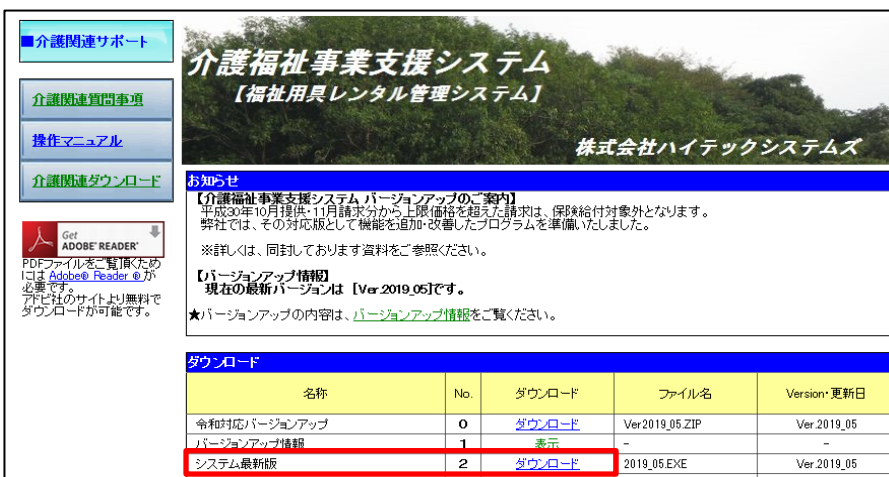 ■介護関連サポート
介護関連質問事項
操作マニュアル
介護関連ダウンロード
Get
ADOBE® READER®
PDFファイルをご覧頂くため
には Adobe® Reader ® が
必要です。
アドビ社のサイトより無料で
ダウンロードが可能です。
介護福祉事業支援システム
【福祉用具レンタル管理システム】
株式会社ハイテックシステムズ
お知らせ
【介護福祉事業支援システム バージョンアップのご案内】
平成30年10月提供・11月請求分から上限価格を超えた請求は、保険給付対象外となります。
弊社では、その対応版として機能を追加・改善したプログラムを準備いたしました。
※詳しくは、同封しております資料をご参照ください。
【バージョンアップ情報】
現在の最新バージョンは [Ver.2019_05]です。
★バージョンアップの内容は、バージョンアップ情報をご覧ください。
ダウンロード
名称 No. ダウンロード ファイル名 Version・更新日
令和対応バージョンアップ 0 ダウンロード Ver2019_05.ZIP Ver.2019_05
バージョンアップ情報 1 表示 - -
システム最新版 2 ダウンロード 2019_05.EXE Ver.2019_05